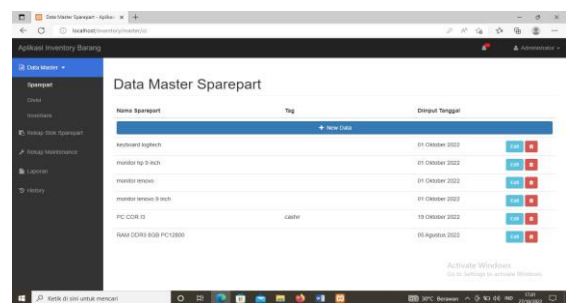 Data Master Sparepart - Aplikas
localhost/inventory/master/
Aplikasi Inventory Barang
Administrator
Data Master
Sparepart
Divisi
Inventaris
Rekap Stok Sparepart
Rekap Maintenance
Laporan
History
Data Master Sparepart
Nama Sparepart Tag Diinput Tanggal
+ New Data
keyboard logitech 01 Oktober 2022 Edit
monitor hp 9 inch 01 Oktober 2022 Edit
monitor lenovo 01 Oktober 2022 Edit
monitor lenovo 9 inch 01 Oktober 2022 Edit
PC COR I3 cashir 19 Oktober 2022 Edit
RAM DDR3 8GB PC12800 05 Agustus 2022 Edit
Activate Windows
Go to Settings to activate Windows.
Ketik di sini untuk mencari
30°C Berawan
IND